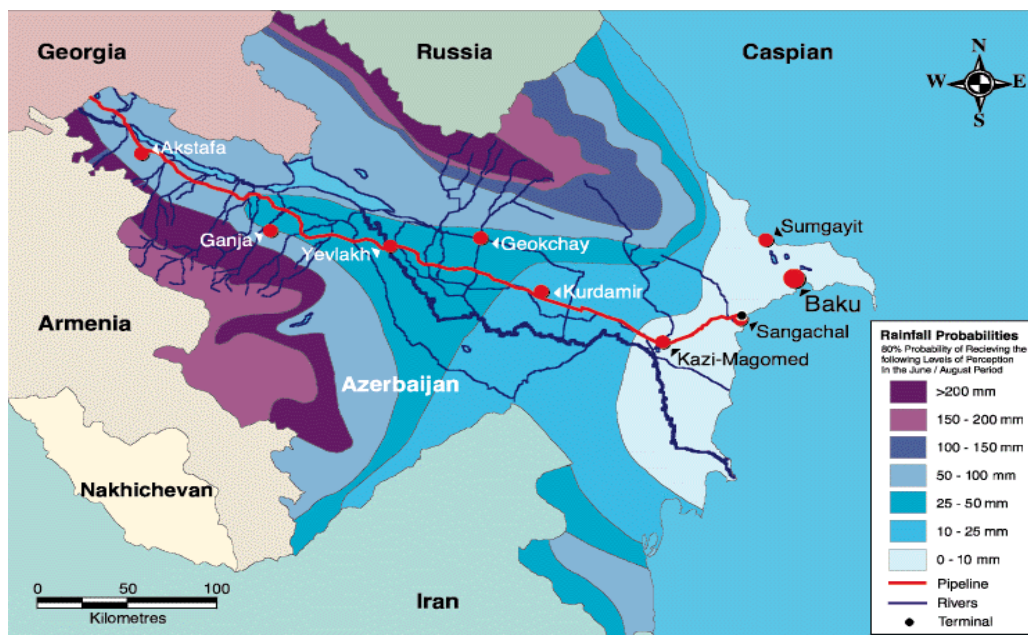 Georgia
Russia
Caspian
N
W E
S
Akstafa
Ganja
Yevlakh
Geokchay
Kurdamir
Sumgayit
Baku
Sangachal
Kazi-Magomed
Armenia
Azerbaijan
Nakhichevan
Iran
0 50 100
Kilometres
Rainfall Probabilities
80% Probability of Recieving the
following Levels of Perception
In the June / August Period
>200 mm
150 - 200 mm
100 - 150 mm
50 - 100 mm
25 - 50 mm
10 - 25 mm
0 - 10 mm
Pipeline
Rivers
Terminal